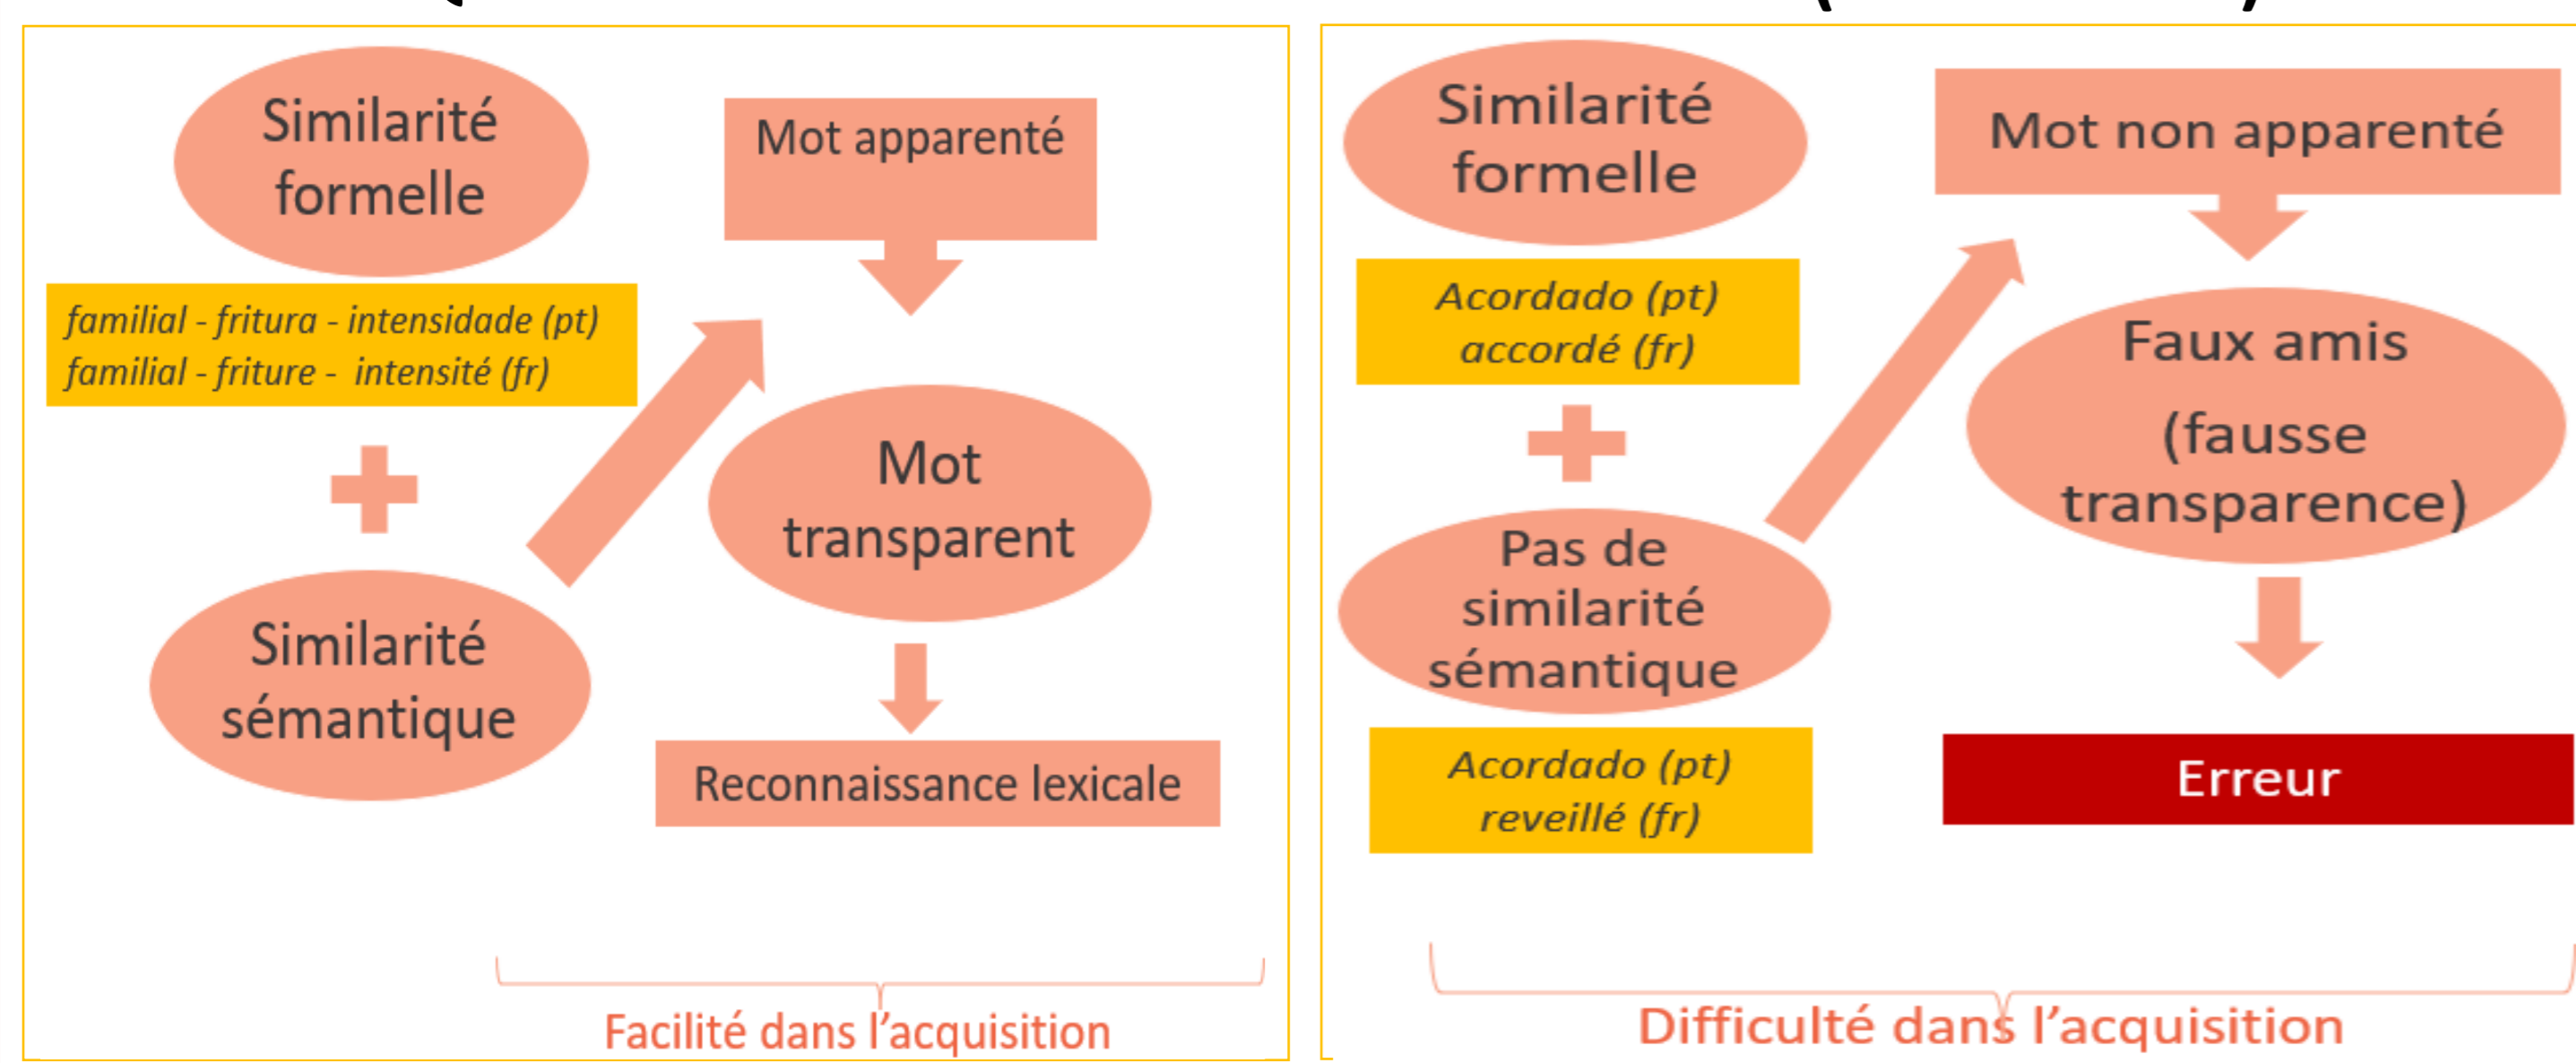 Similarité
formelle
familial - fritura - intensidade (pt)
familial - friture - intensité (fr)
Similarité
sémantique
Mot apparenté
Mot
transparent
Reconnaissance lexicale
Facilité dans l’acquisition
Similarité
formelle
Acordado (pt)
accordé (fr)
Pas de
similarité
sémantique
Acordado (pt)
reveillé (fr)
Mot non apparenté
Faux amis
(fausse
transparence)
Erreur
Difficulté dans l’acquisition